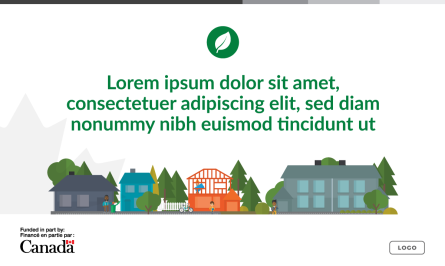 Lorem ipsum dolor sit amet,
consectetuer adipiscing elit, sed diam
nonummy nibh euismod tincidunt ut
Funded in part by:
Financé en partie par :
Canada
LOGO